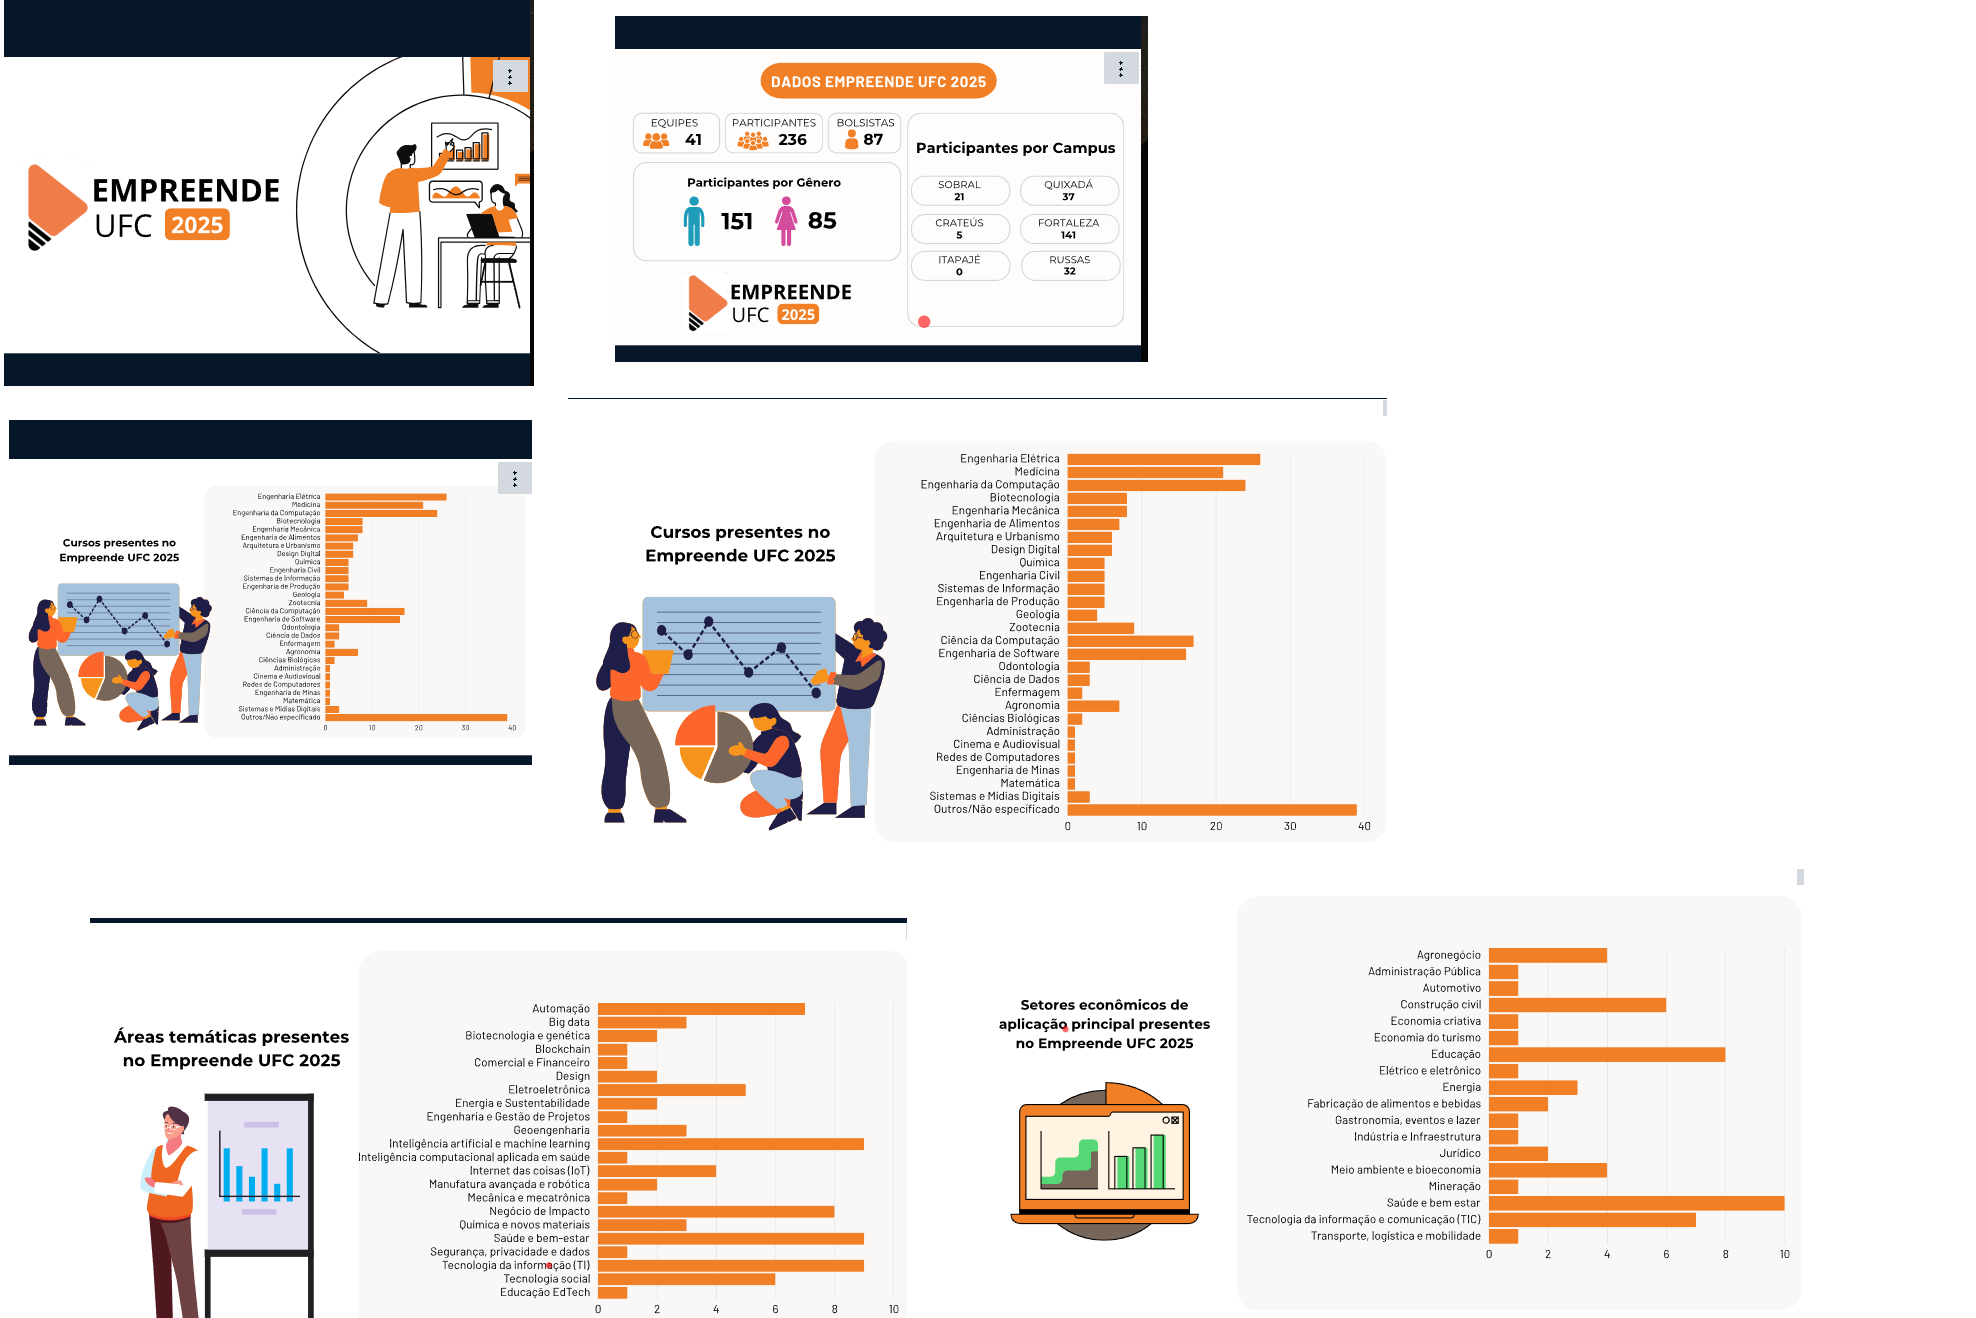 EMPREENDE
UFC 2025
DADOS EMPREENDE UFC 2025
EQUIPES
41
PARTICIPANTES
236
BOLSISTAS
87
Participantes por Gênero
151
85
Participantes por Campus
SOBRAL
21
QUIXADÁ
37
CRATEÚS
5
FORTALEZA
141
ITAPAJÉ
0
RUSSAS
32
EMPREENDE
UFC 2025
Cursos presentes no
Empreende UFC 2025
Engenharia Elétrica
Medicina
Engenharia da Computação
Biotecnologia
Engenharia Mecânica
Engenharia de Alimentos
Arquitetura e Urbanismo
Design Digital
Química
Engenharia Civil
Sistemas de Informação
Engenharia de Produção
Geologia
Zootecnia
Ciência da Computação
Engenharia de Software
Odontologia
Ciência de Dados
Enfermagem
Agronomia
Ciências Biológicas
Administração
Cinema e Audiovisual
Redes de Computadores
Engenharia de Minas
Matemática
Sistemas e Mídias Digitais
Outros/Não especificado
0 10 20 30 40
Cursos presentes no
Empreende UFC 2025
Engenharia Elétrica
Medicina
Engenharia da Computação
Biotecnologia
Engenharia Mecânica
Engenharia de Alimentos
Arquitetura e Urbanismo
Design Digital
Química
Engenharia Civil
Sistemas de Informação
Engenharia de Produção
Geologia
Zootecnia
Ciência da Computação
Engenharia de Software
Odontologia
Ciência de Dados
Enfermagem
Agronomia
Ciências Biológicas
Administração
Cinema e Audiovisual
Redes de Computadores
Engenharia de Minas
Matemática
Sistemas e Mídias Digitais
Outros/Não especificado
0 10 20 30 40
Áreas temáticas presentes
no Empreende UFC 2025
Automação
Big data
Biotecnologia e genética
Blockchain
Comercial e Financeiro
Design
Eletroeletrônica
Energia e Sustentabilidade
Engenharia e Gestão de Projetos
Geoengenharia
Inteligência artificial e machine learning
Inteligência computacional aplicada em saúde
Internet das coisas (IoT)
Manufatura avançada e robótica
Mecânica e mecatrônica
Negócio de Impacto
Química e novos materiais
Saúde e bem-estar
Segurança, privacidade e dados
Tecnologia da informação (TI)
Tecnologia social
Educação EdTech
0 2 4 6 8 10
Setores econômicos de
aplicação principal presentes
no Empreende UFC 2025
Agronegócio
Administração Pública
Automotivo
Construção civil
Economia criativa
Economia do turismo
Educação
Elétrico e eletrônico
Energia
Fabricação de alimentos e bebidas
Gastronomia, eventos e lazer
Indústria e Infraestrutura
Jurídico
Meio ambiente e bioeconomia
Mineração
Saúde e bem estar
Tecnologia da informação e comunicação (TIC)
Transporte, logística e mobilidade
0 2 4 6 8 10